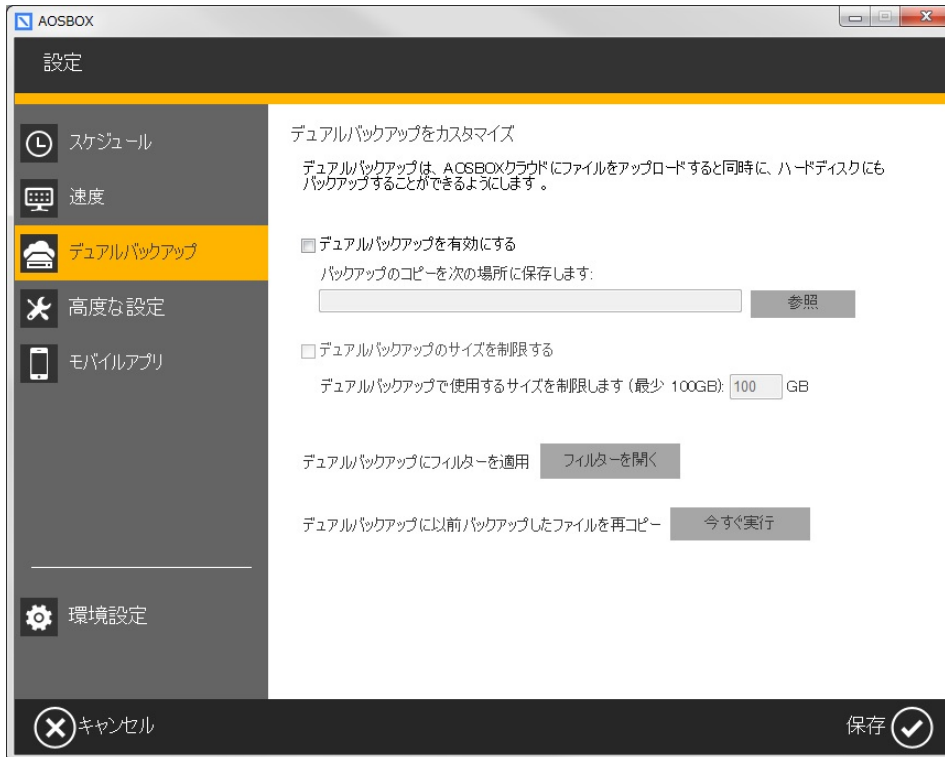 AOSBOX
設定
スケジュール
速度
デュアルバックアップ
高度な設定
モバイルアプリ
環境設定
デュアルバックアップをカスタマイズ
デュアルバックアップは、AOSBOXクラウドにファイルをアップロードすると同時に、ハードディスクにも
バックアップすることができるようにします。
デュアルバックアップを有効にする
バックアップのコピーを次の場所に保存します:
参照
デュアルバックアップのサイズを制限する
デュアルバックアップで使用するサイズを制限します (最少 100GB): 100 GB
デュアルバックアップにフィルターを適用 フィルターを開く
デュアルバックアップに以前バックアップしたファイルを再コピー 今すぐ実行
キャンセル
保存